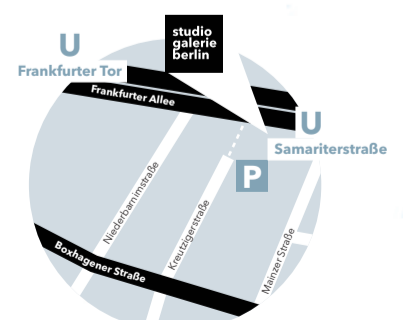 studio
galerie
berlin
U
Frankfurter Tor
Frankfurter Allee
U
Samariterstraße
P
Niederbarnimstraße
Kreutzigerstraße
Mainzer Straße
Boxhagener Straße